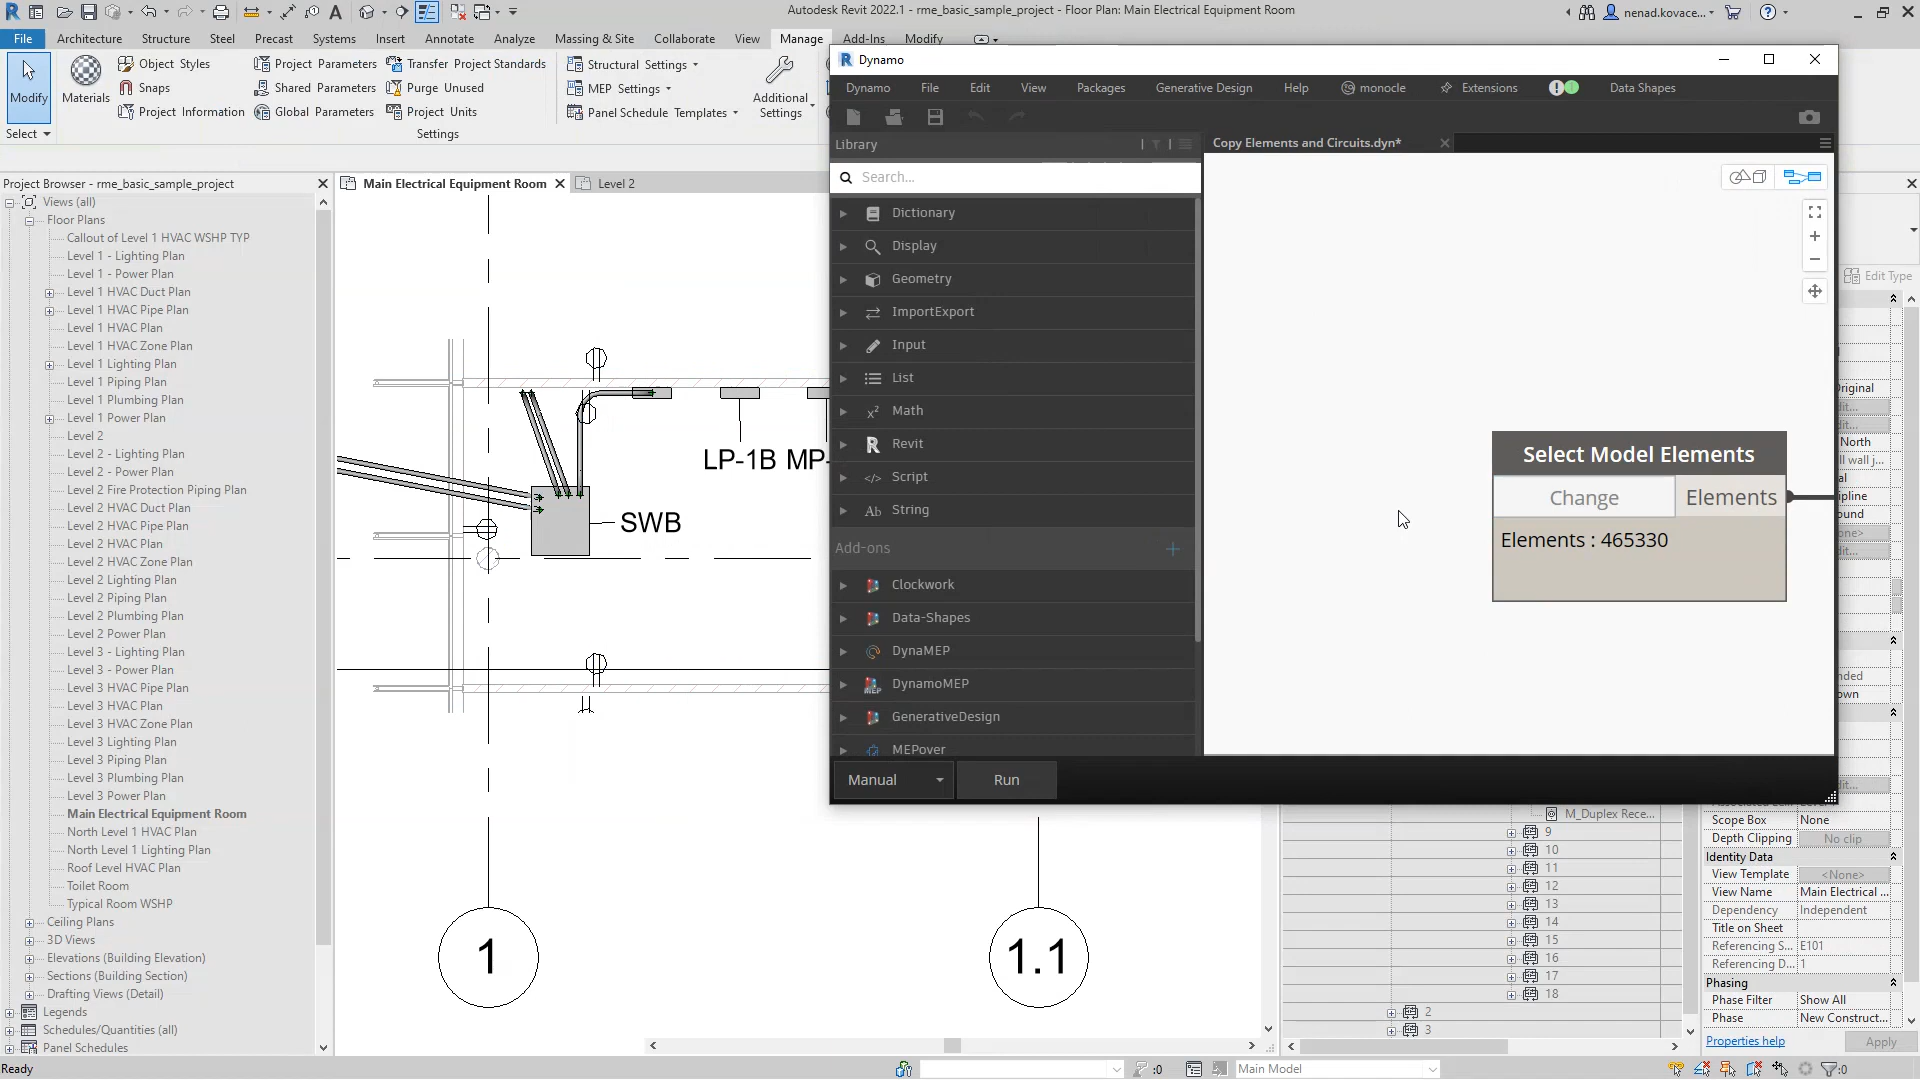 Autodesk Revit 2022.1 - rme_basic_sample_project - Floor Plan: Main Electrical Equipment Room
nenad.kovace...
File Architecture Structure Steel Precast Systems Insert Annotate Analyze Massing & Site Collaborate View Manage Add-Ins Modify
Modify
Select
Materials
Object Styles
Snaps
Project Information
Project Parameters
Shared Parameters
Global Parameters
Transfer Project Standards
Purge Unused
Project Units
Structural Settings
MEP Settings
Panel Schedule Templates
Additional Settings
Settings
Project Browser - rme_basic_sample_project
Views (all)
Floor Plans
Callout of Level 1 HVAC WSHP TYP
Level 1 - Lighting Plan
Level 1 - Power Plan
Level 1 HVAC Duct Plan
Level 1 HVAC Pipe Plan
Level 1 HVAC Plan
Level 1 HVAC Zone Plan
Level 1 Lighting Plan
Level 1 Piping Plan
Level 1 Plumbing Plan
Level 1 Power Plan
Level 2
Level 2 - Lighting Plan
Level 2 - Power Plan
Level 2 Fire Protection Piping Plan
Level 2 HVAC Duct Plan
Level 2 HVAC Pipe Plan
Level 2 HVAC Plan
Level 2 HVAC Zone Plan
Level 2 Lighting Plan
Level 2 Piping Plan
Level 2 Plumbing Plan
Level 2 Power Plan
Level 3 - Lighting Plan
Level 3 - Power Plan
Level 3 HVAC Pipe Plan
Level 3 HVAC Plan
Level 3 HVAC Zone Plan
Level 3 Lighting Plan
Level 3 Piping Plan
Level 3 Plumbing Plan
Level 3 Power Plan
Main Electrical Equipment Room
North Level 1 HVAC Plan
North Level 1 Lighting Plan
Roof Level HVAC Plan
Toilet Room
Typical Room WSHP
Ceiling Plans
3D Views
Elevations (Building Elevation)
Sections (Building Section)
Drafting Views (Detail)
Legends
Schedules/Quantities (all)
Panel Schedules
Ready
Main Electrical Equipment Room
Level 2
LP-1B MP-
SWB
1
1.1
Dynamo
Dynamo File Edit View Packages Generative Design Help monocle Extensions Data Shapes
Library
Search...
Dictionary
Display
Geometry
ImportExport
Input
List
Math
Revit
Script
String
Add-ons
Clockwork
Data-Shapes
DynaMEP
DynamoMEP
GenerativeDesign
MEPover
Manual
Run
Copy Elements and Circuits.dyn*
Select Model Elements
Change
Elements
Elements : 465330
M_Duplex Rece...
9
10
11
12
13
14
15
16
17
18
2
3
Edit Type
Scope Box None
Depth Clipping No clip
Identity Data
View Template <None>
View Name Main Electrical ...
Dependency Independent
Title on Sheet
Referencing S... E101
Referencing D... 1
Phasing
Phase Filter Show All
Phase New Construct...
Properties help
Apply
:0
Main Model
:0